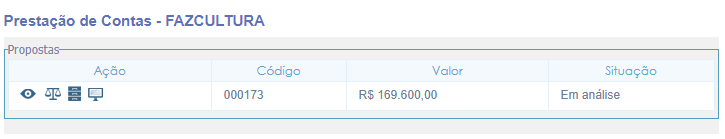 Prestação de Contas - FAZCULTURA
Propostas
Ação Código Valor Situação
000173 R$ 169.600,00 Em análise